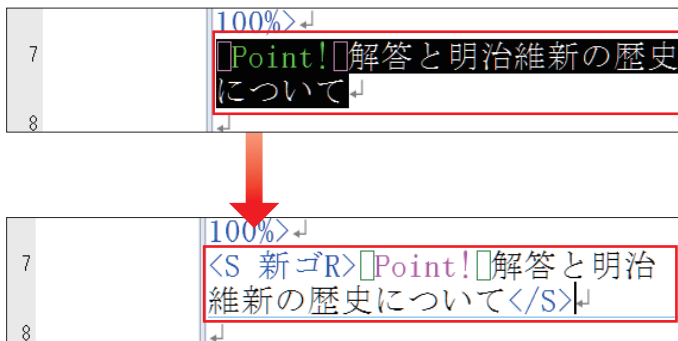 100%>↵
7 ▯Point!▯解答と明治維新の歴史
について↵
8 ↵
100%>↵
7 <S 新ゴR>▯Point!▯解答と明治
維新の歴史について</S>↵
8 ↵